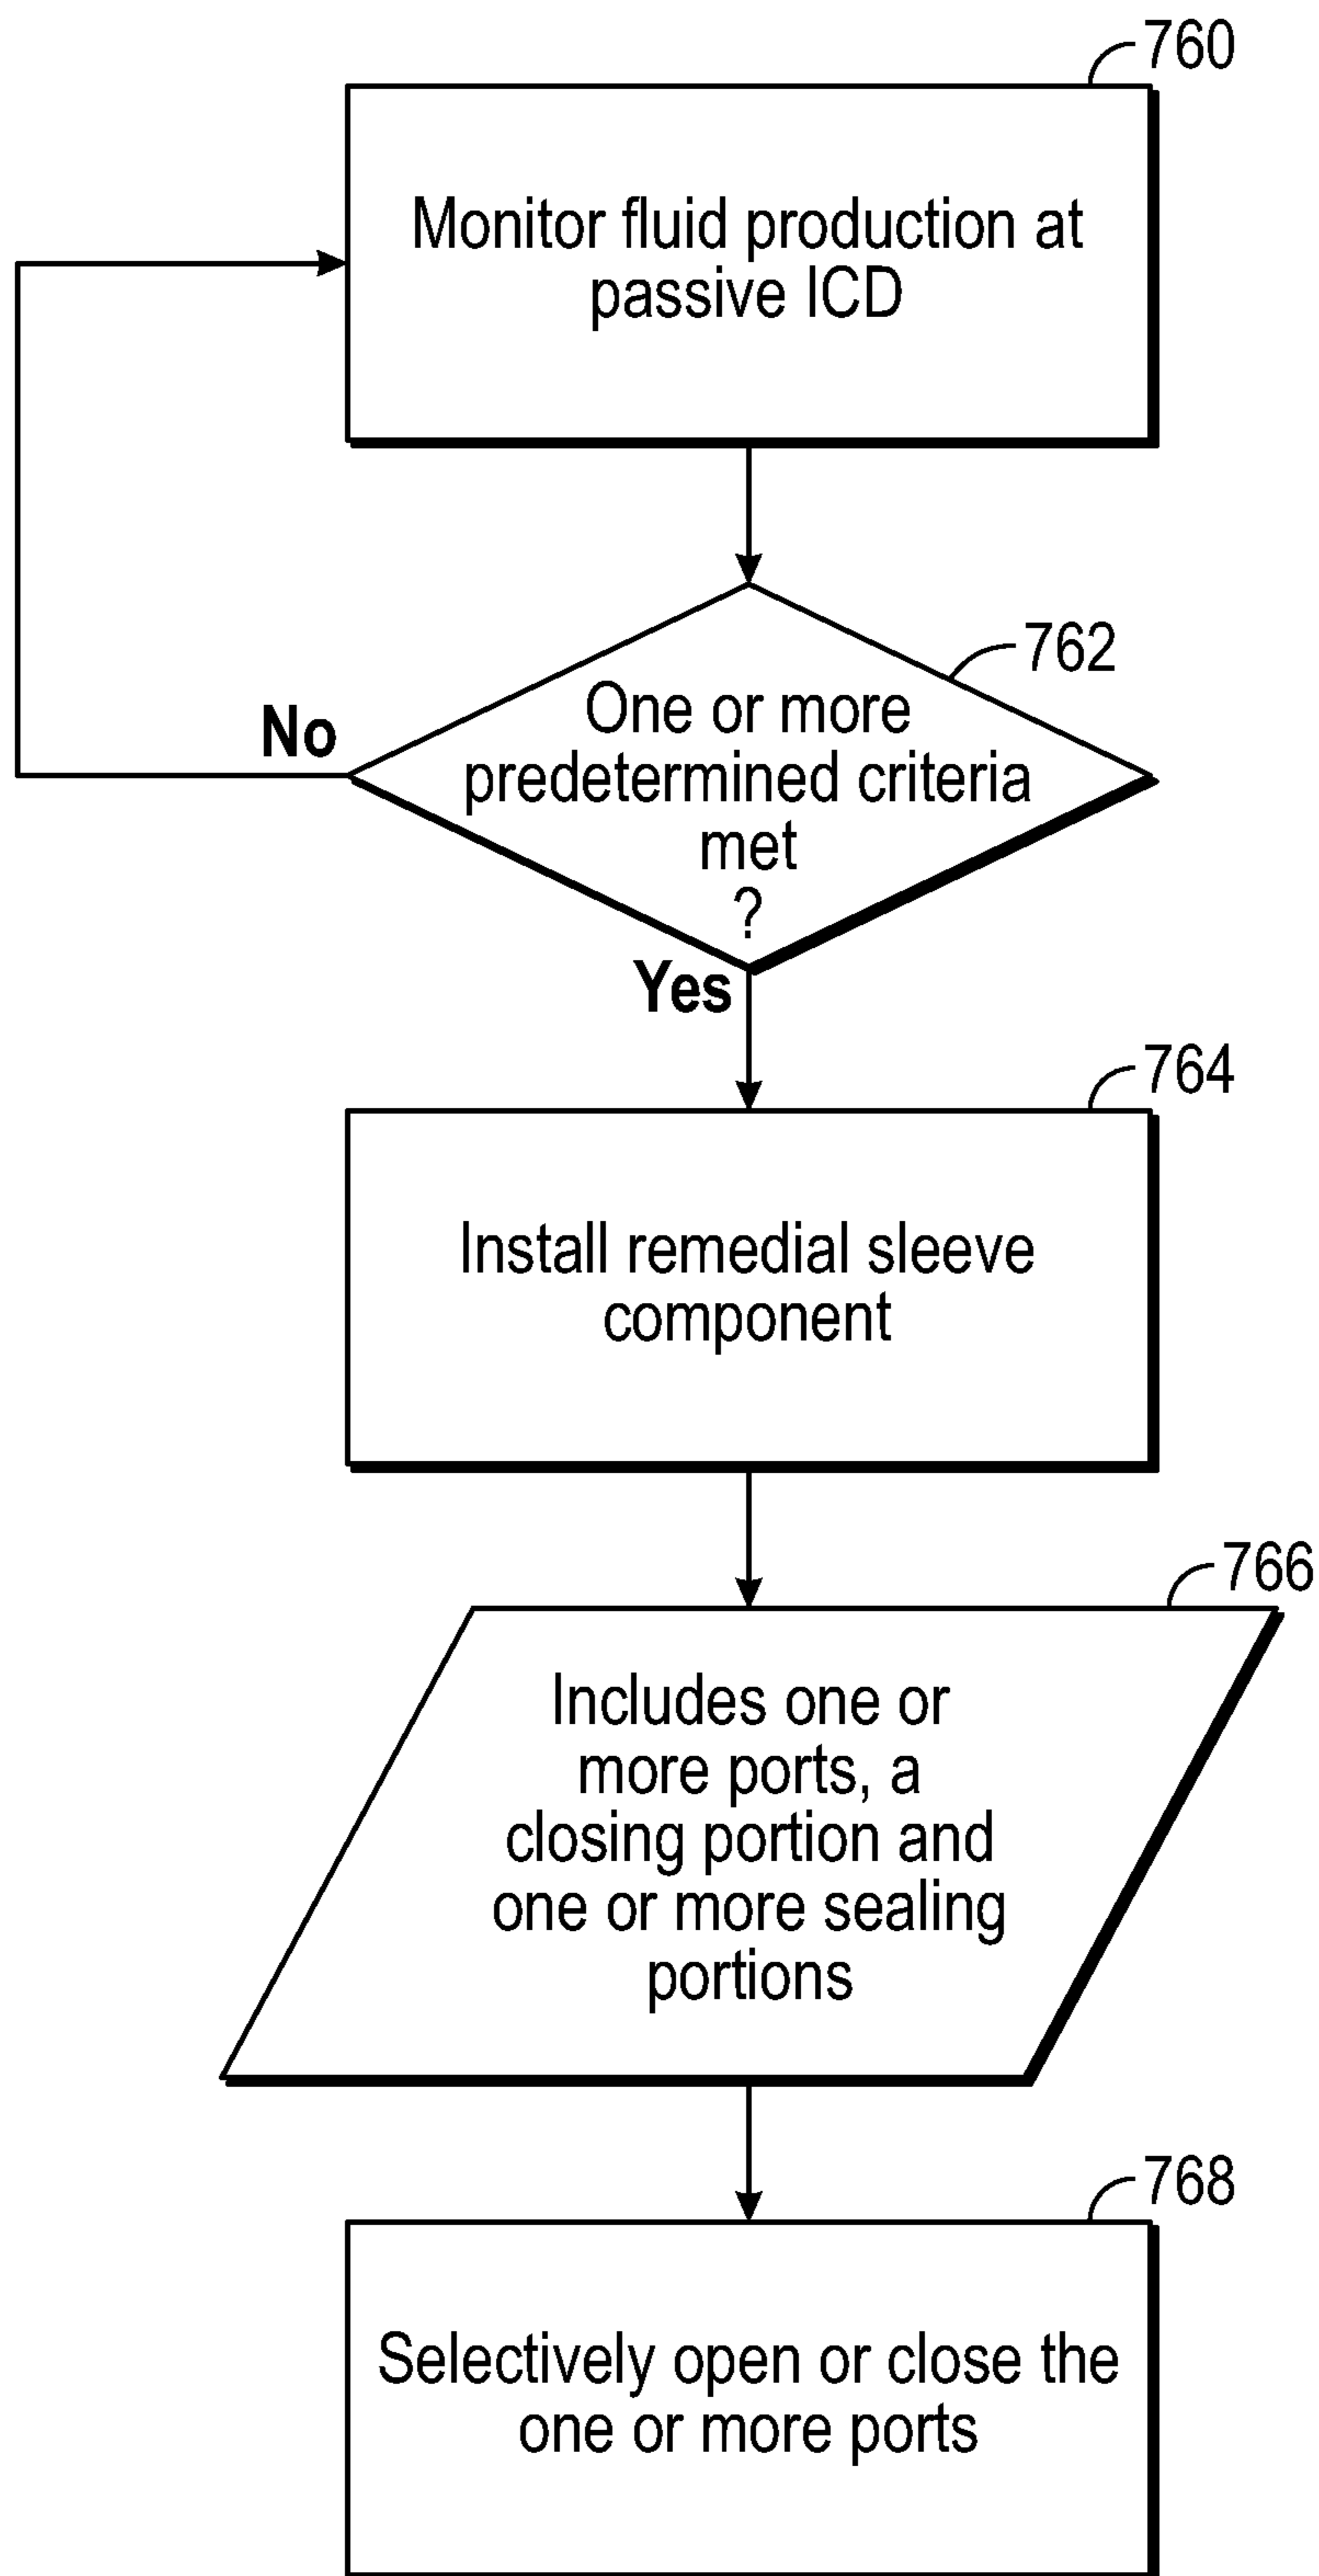 760
Monitor fluid production at
passive ICD
762
One or more
predetermined criteria
met
?
No
Yes
764
Install remedial sleeve
component
766
Includes one or
more ports, a
closing portion and
one or more sealing
portions
768
Selectively open or close the
one or more ports